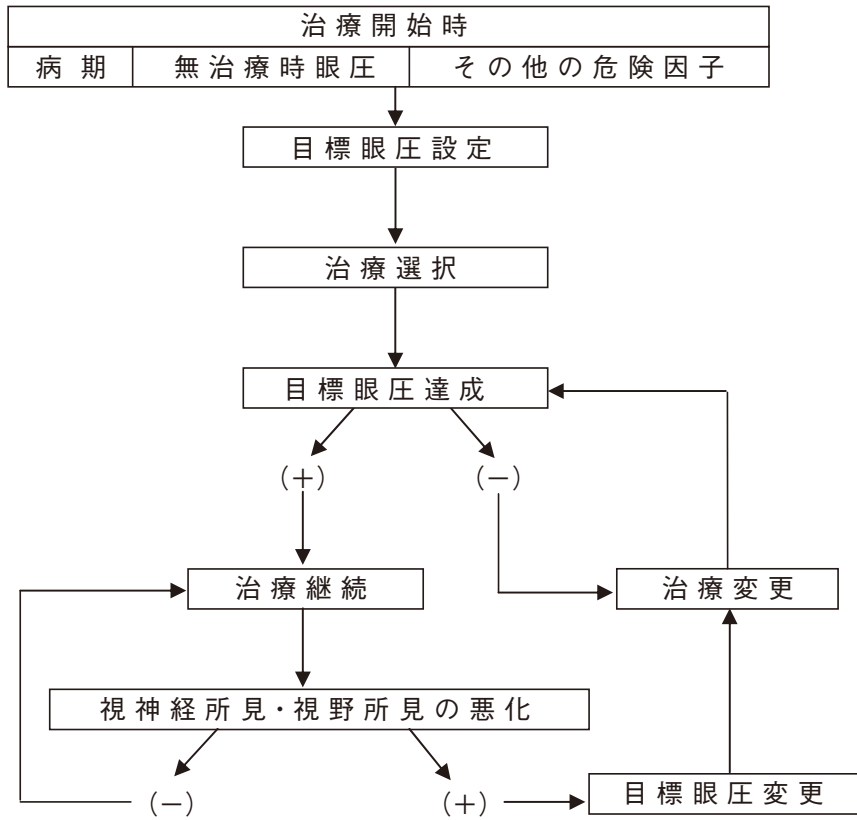 治療開始時
病期 無治療時眼圧 その他の危険因子
目標眼圧設定
治療選択
目標眼圧達成
(+) (−)
治療継続 治療変更
視神経所見・視野所見の悪化
(−) (+) 目標眼圧変更